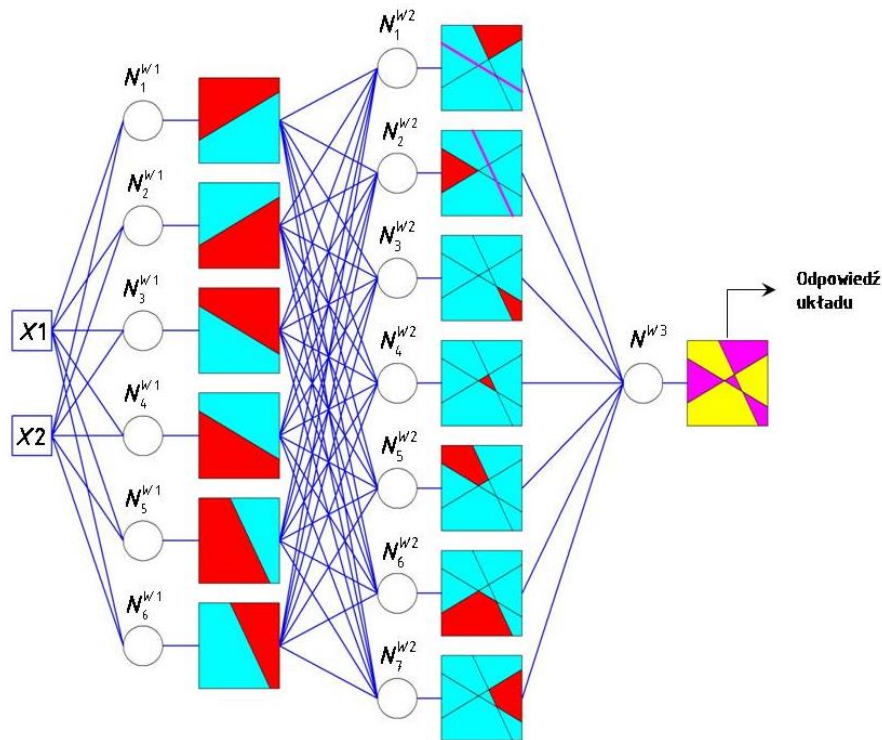 X1
X2
N₁^W1
N₂^W1
N₃^W1
N₄^W1
N₅^W1
N₆^W1
N₁^W2
N₂^W2
N₃^W2
N₄^W2
N₅^W2
N₆^W2
N₇^W2
N^W3
Odpowiedź
układu